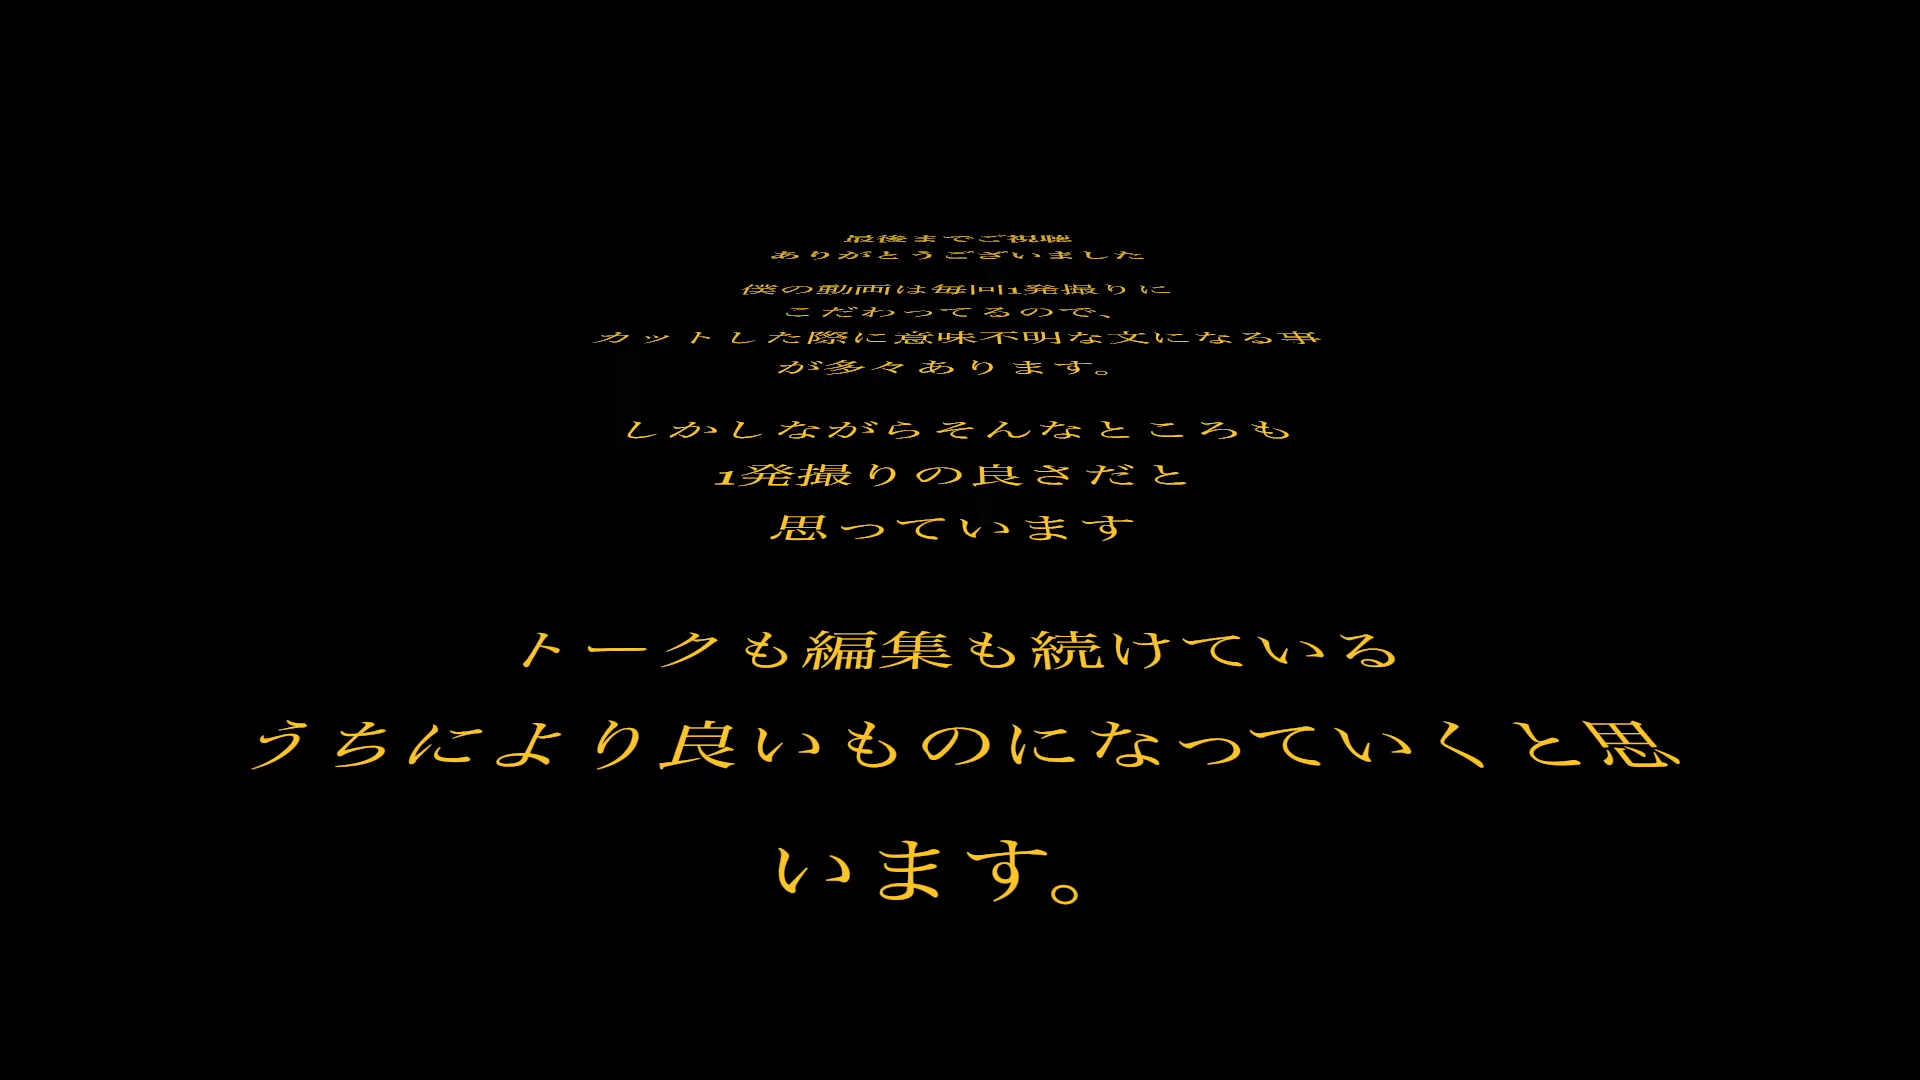 最後までご視聴
ありがとうございました
僕の動画は毎回1発撮りに
こだわってるので、
カットした際に意味不明な文になる事
が多々あります。
しかしながらそんなところも
1発撮りの良さだと
思っています
トークも編集も続けている
うちにより良いものになっていくと思
います。